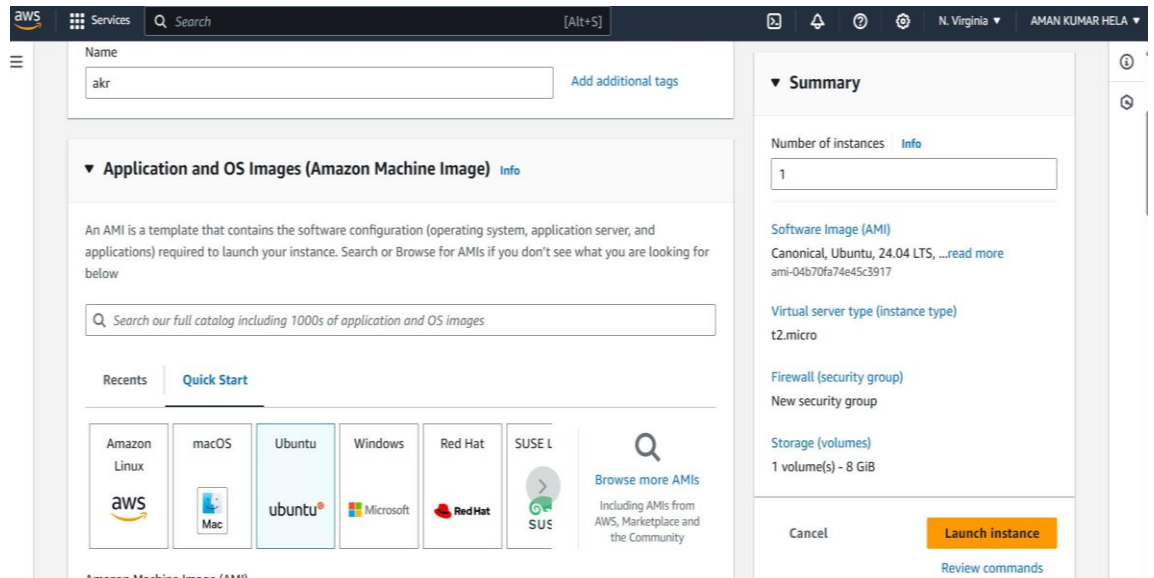 aws
Services
Search
[Alt+S]
N. Virginia
AMAN KUMAR HELA
Name
akr
Add additional tags
Application and OS Images (Amazon Machine Image) Info
An AMI is a template that contains the software configuration (operating system, application server, and
applications) required to launch your instance. Search or Browse for AMIs if you don't see what you are looking for
below
Search our full catalog including 1000s of application and OS images
Recents
Quick Start
Amazon
Linux
aws
macOS
Mac
Ubuntu
ubuntu
Windows
Microsoft
Red Hat
RedHat
SUSE L
SUS
Browse more AMIs
Including AMIs from
AWS, Marketplace and
the Community
Amazon Machine Image (AMI)
Summary
Number of instances Info
1
Software Image (AMI)
Canonical, Ubuntu, 24.04 LTS, ...read more
ami-04b70fa74e45c3917
Virtual server type (instance type)
t2.micro
Firewall (security group)
New security group
Storage (volumes)
1 volume(s) - 8 GiB
Cancel
Launch instance
Review commands